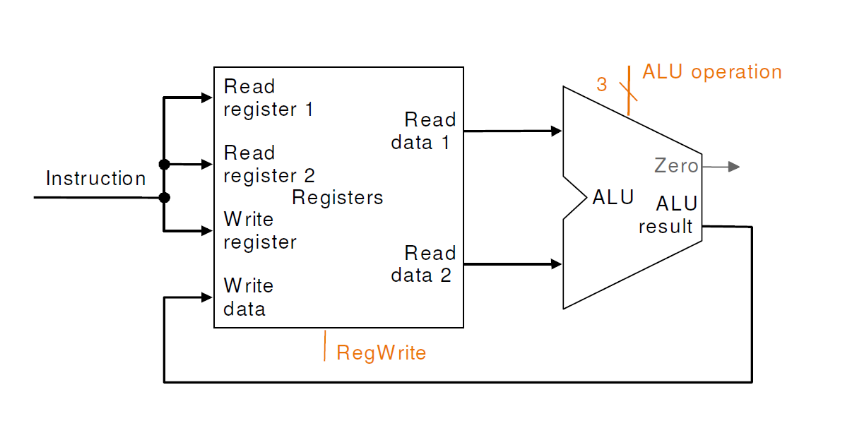 Instruction
Read
register 1
Read
register 2
Registers
Write
register
Write
data
Read
data 1
Read
data 2
RegWrite
3
ALU operation
Zero
ALU
ALU
result